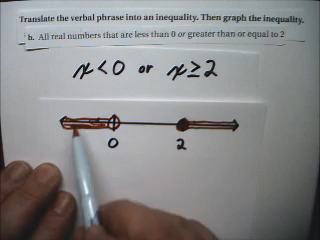 Translate the verbal phrase into an inequality. Then graph the inequality.
b. All real numbers that are less than 0 or greater than or equal to 2
x < 0 or x ≥ 2
0 2